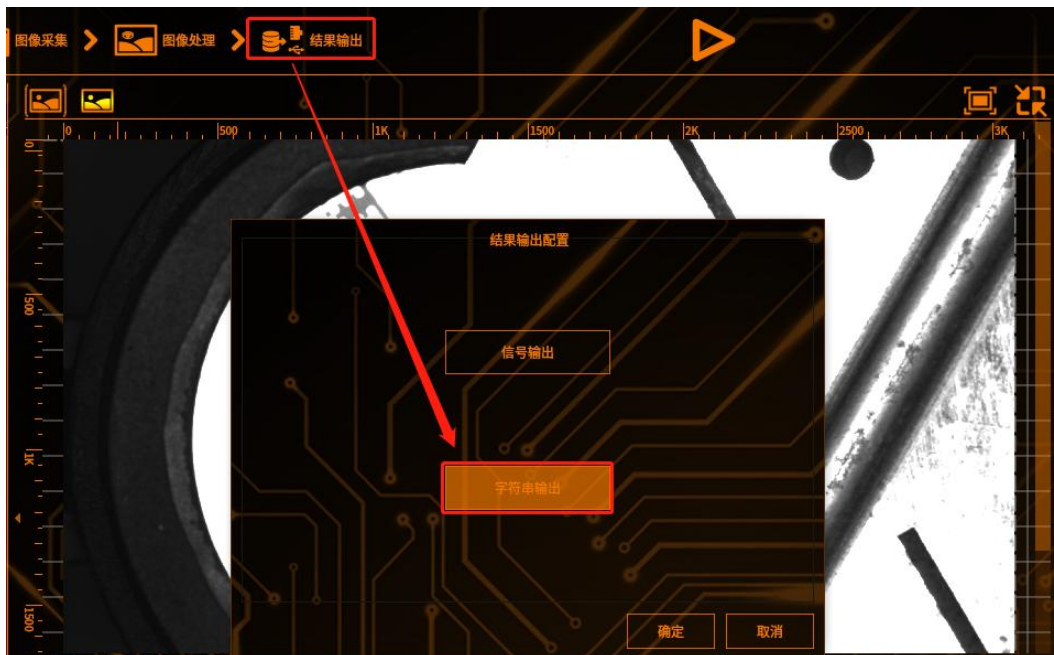 图像采集
图像处理
结果输出
0
500
1K
1500
2K
2500
3K
0
500
1K
1500
结果输出配置
信号输出
字符串输出
确定
取消